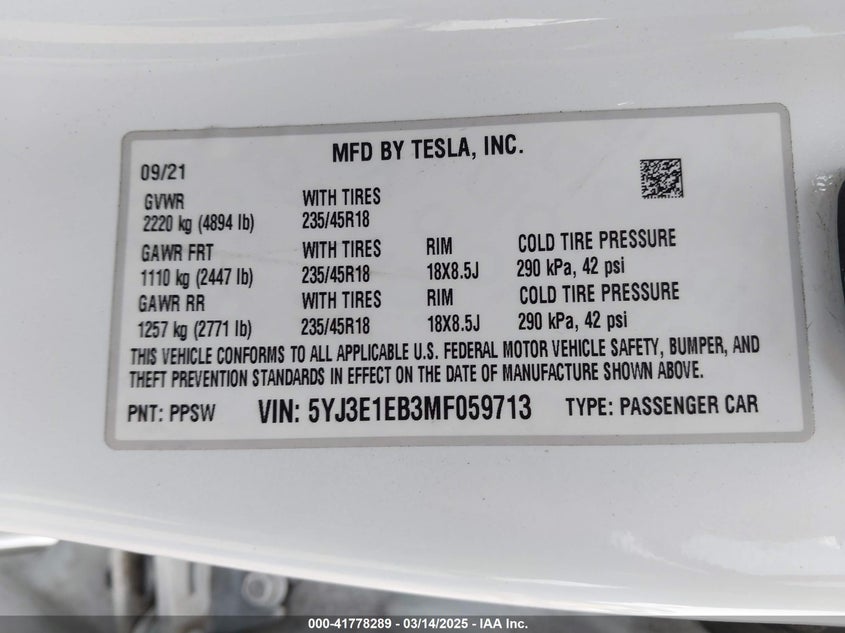 MFD BY TESLA, INC.
09/21
GVWR WITH TIRES
2220 kg (4894 lb) 235/45R18
GAWR FRT WITH TIRES RIM COLD TIRE PRESSURE
1110 kg (2447 lb) 235/45R18 18X8.5J 290 kPa, 42 psi
GAWR RR WITH TIRES RIM COLD TIRE PRESSURE
1257 kg (2771 lb) 235/45R18 18X8.5J 290 kPa, 42 psi
THIS VEHICLE CONFORMS TO ALL APPLICABLE U.S. FEDERAL MOTOR VEHICLE SAFETY, BUMPER, AND
THEFT PREVENTION STANDARDS IN EFFECT ON THE DATE OF MANUFACTURE SHOWN ABOVE.
PNT: PPSW VIN: 5YJ3E1EB3MF059713 TYPE: PASSENGER CAR
000-41778289 - 03/14/2025 - IAA Inc.